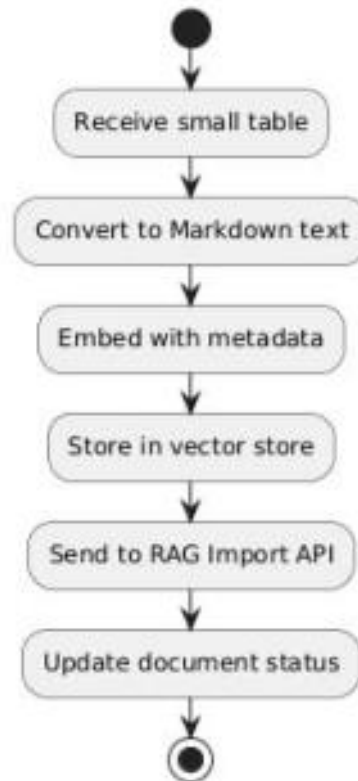 Receive small table
Convert to Markdown text
Embed with metadata
Store in vector store
Send to RAG Import API
Update document status